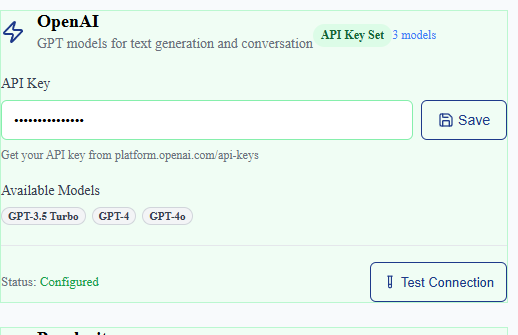 OpenAI
GPT models for text generation and conversation
API Key Set
3 models
API Key
•••••••••••••••
Save
Get your API key from platform.openai.com/api-keys
Available Models
GPT-3.5 Turbo
GPT-4
GPT-4o
Status: Configured
Test Connection